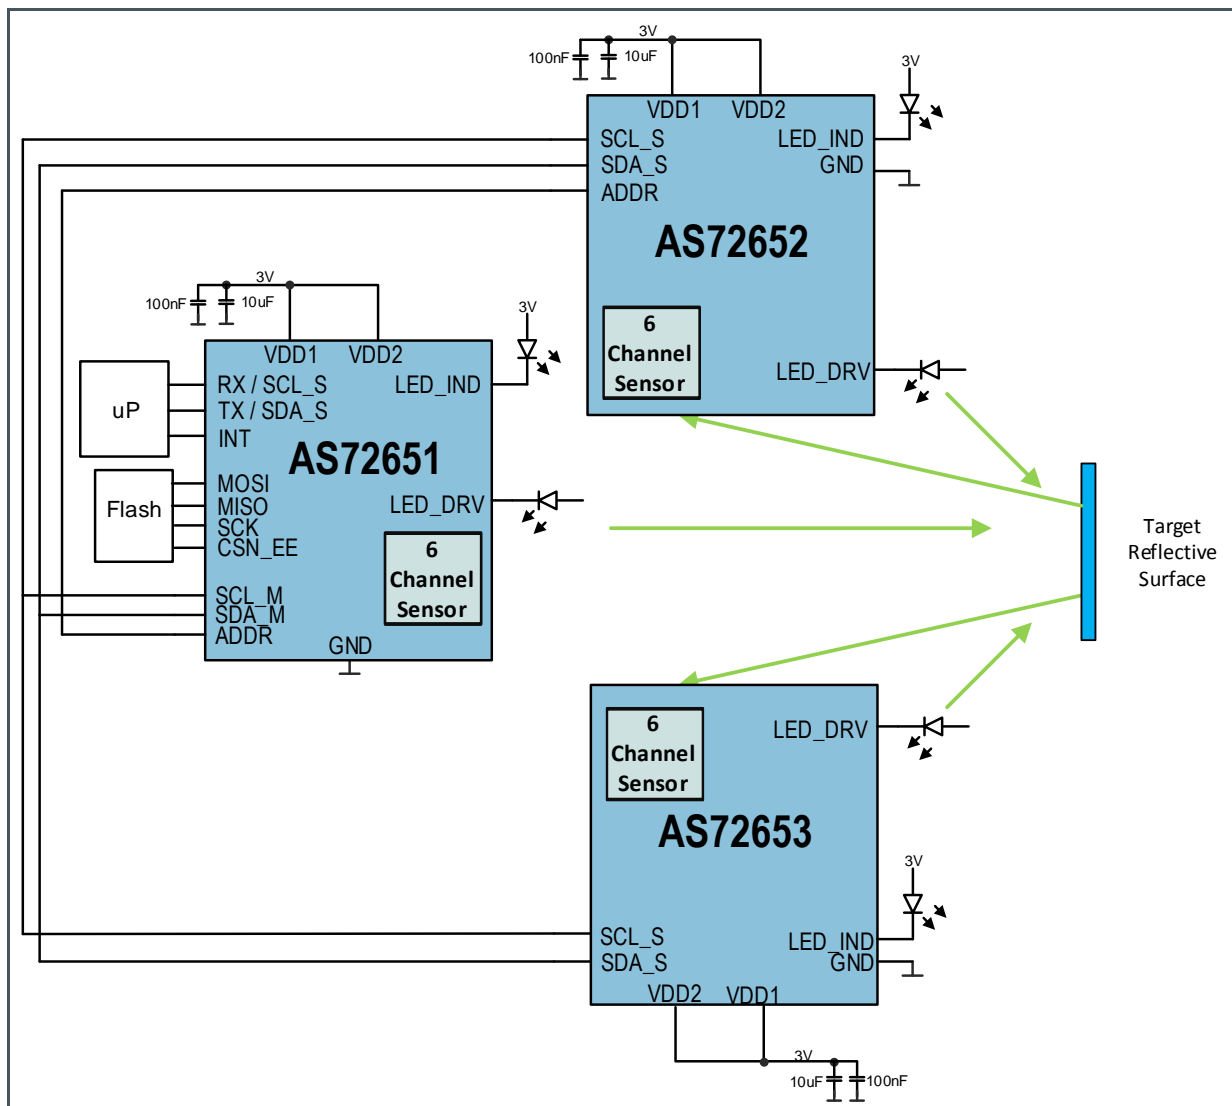 3V
100nF
10uF
3V
VDD1
VDD2
SCL_S
SDA_S
ADDR
LED_IND
GND
AS72652
6
Channel
Sensor
LED_DRV
3V
100nF
10uF
3V
VDD1
VDD2
uP
RX / SCL_S
TX / SDA_S
INT
LED_IND
AS72651
Flash
MOSI
MISO
SCK
CSN_EE
LED_DRV
6
Channel
Sensor
SCL_M
SDA_M
ADDR
GND
Target
Reflective
Surface
6
Channel
Sensor
LED_DRV
AS72653
3V
SCL_S
SDA_S
LED_IND
GND
VDD2
VDD1
3V
10uF
100nF